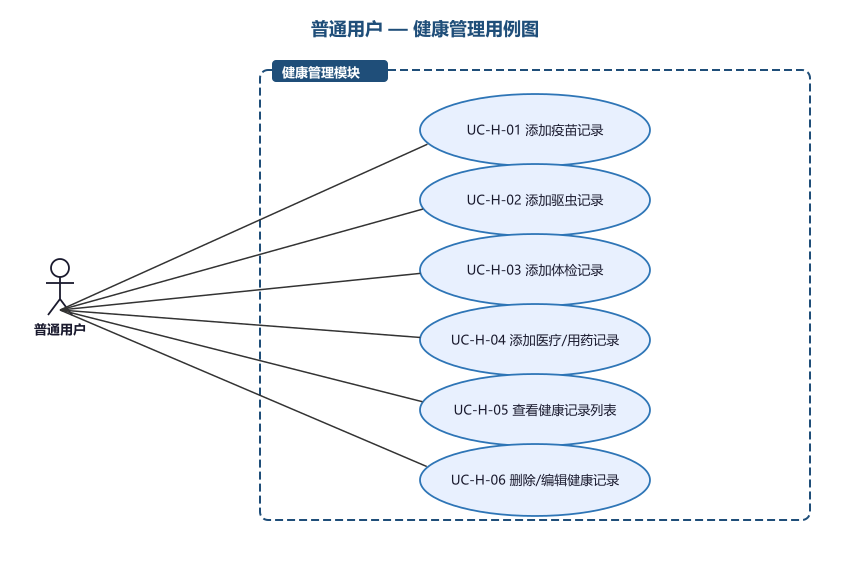 普通用户 — 健康管理用例图
健康管理模块
UC-H-01 添加疫苗记录
UC-H-02 添加驱虫记录
UC-H-03 添加体检记录
UC-H-04 添加医疗/用药记录
UC-H-05 查看健康记录列表
UC-H-06 删除/编辑健康记录
普通用户